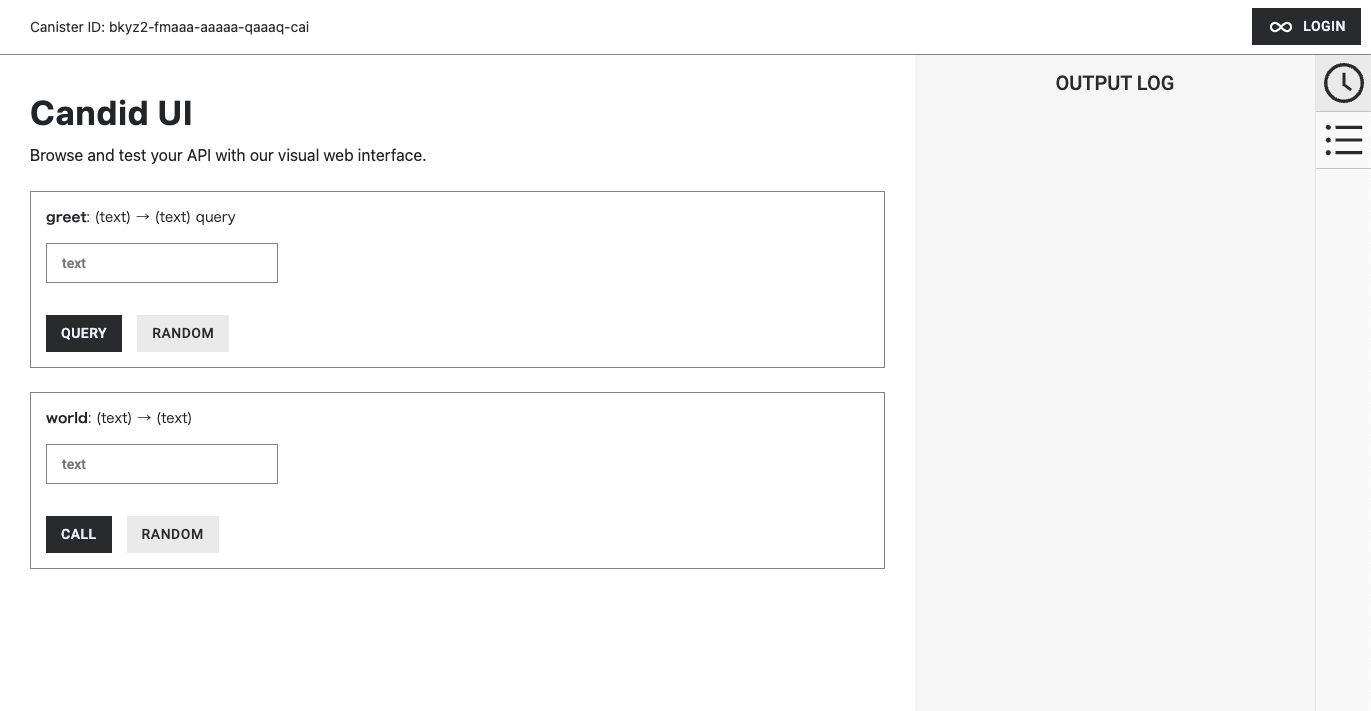 Canister ID: bkyz2-fmaaa-aaaaa-qaaaq-cai
LOGIN
Candid UI
Browse and test your API with our visual web interface.
greet: (text) → (text) query
text
QUERY
RANDOM
world: (text) → (text)
text
CALL
RANDOM
OUTPUT LOG